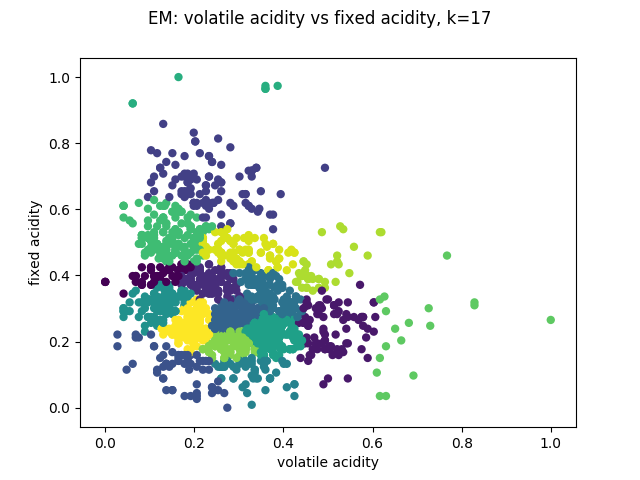 EM: volatile acidity vs fixed acidity, k=17
1.0
0.8
0.6
0.4
0.2
0.0
fixed acidity
0.0 0.2 0.4 0.6 0.8 1.0
volatile acidity